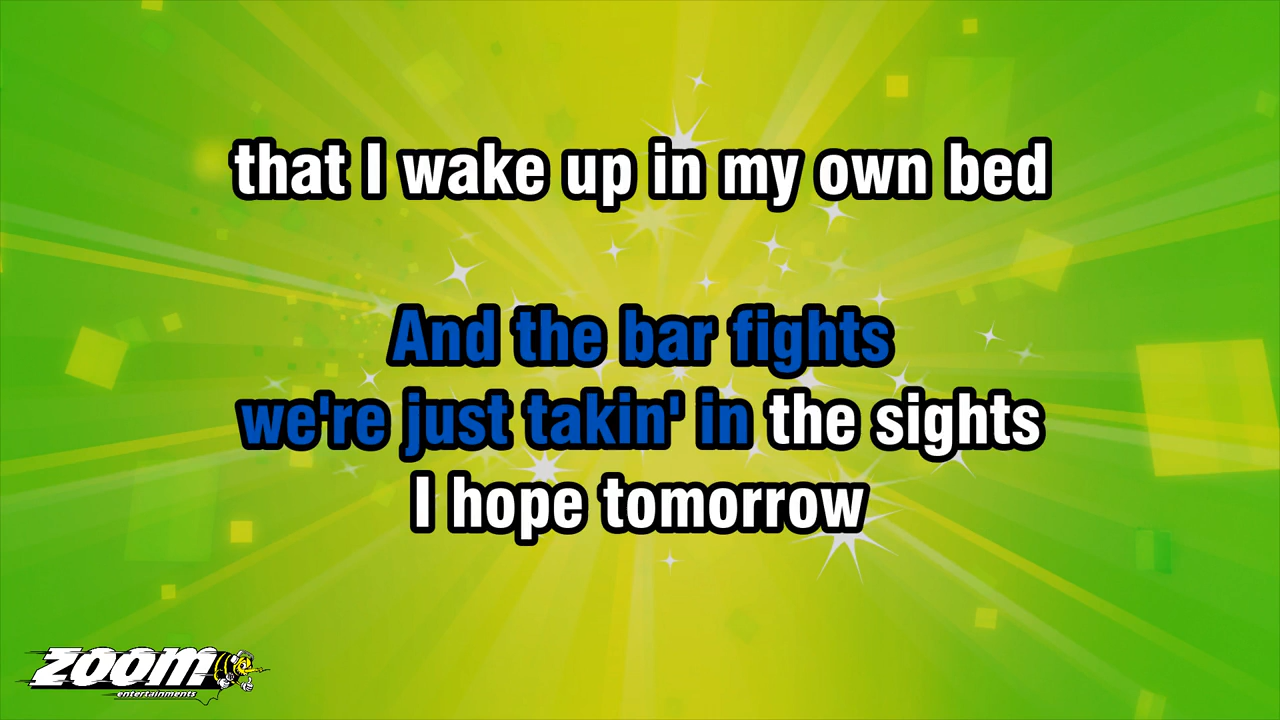 that I wake up in my own bed
And the bar fights
we're just takin' in the sights
I hope tomorrow
zoom
entertainments